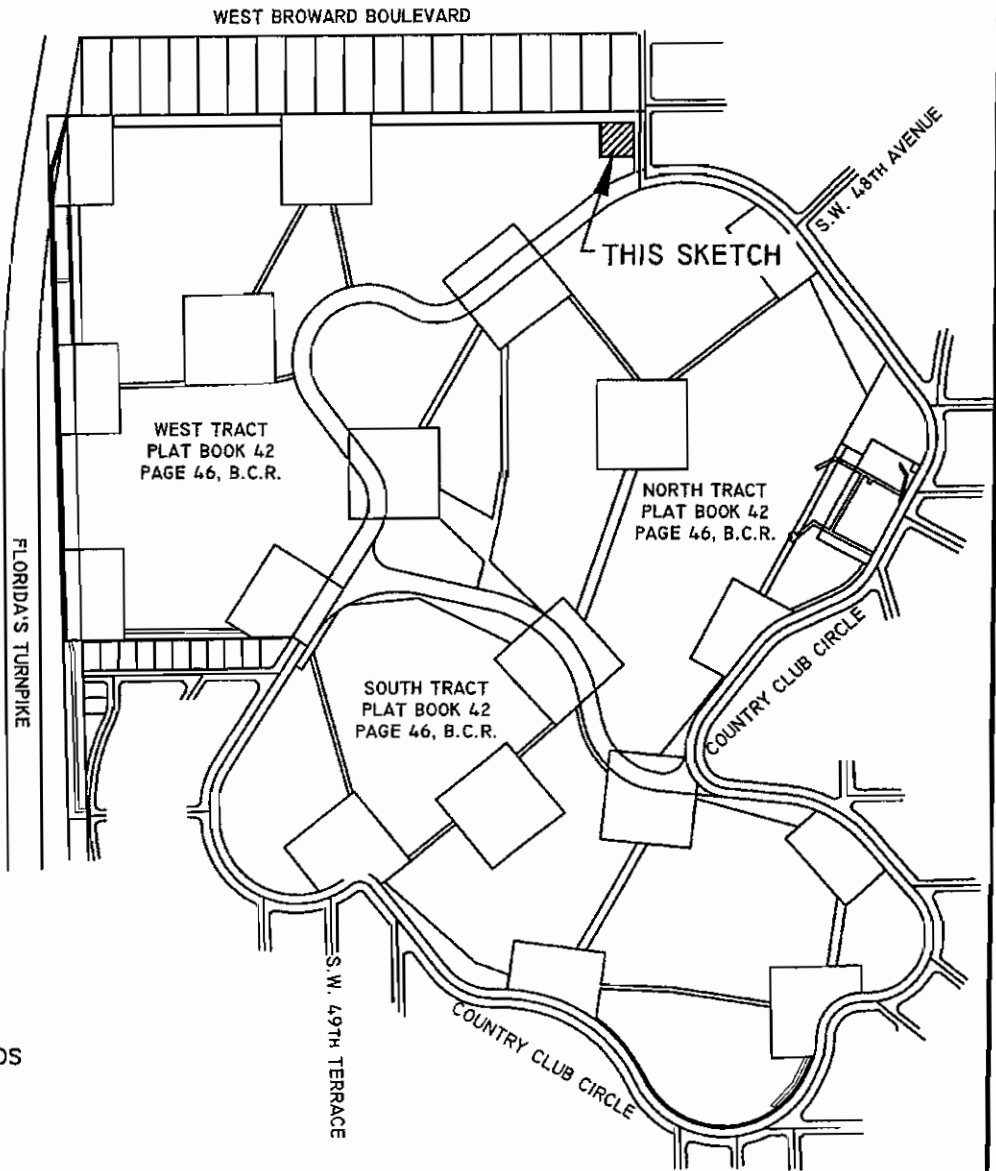 WEST BROWARD BOULEVARD
S.W. 48TH AVENUE
THIS SKETCH
WEST TRACT
PLAT BOOK 42
PAGE 46, B.C.R.
NORTH TRACT
PLAT BOOK 42
PAGE 46, B.C.R.
FLORIDA'S TURNPIKE
COUNTRY CLUB CIRCLE
SOUTH TRACT
PLAT BOOK 42
PAGE 46, B.C.R.
S.W. 49TH TERRACE
COUNTRY CLUB CIRCLE